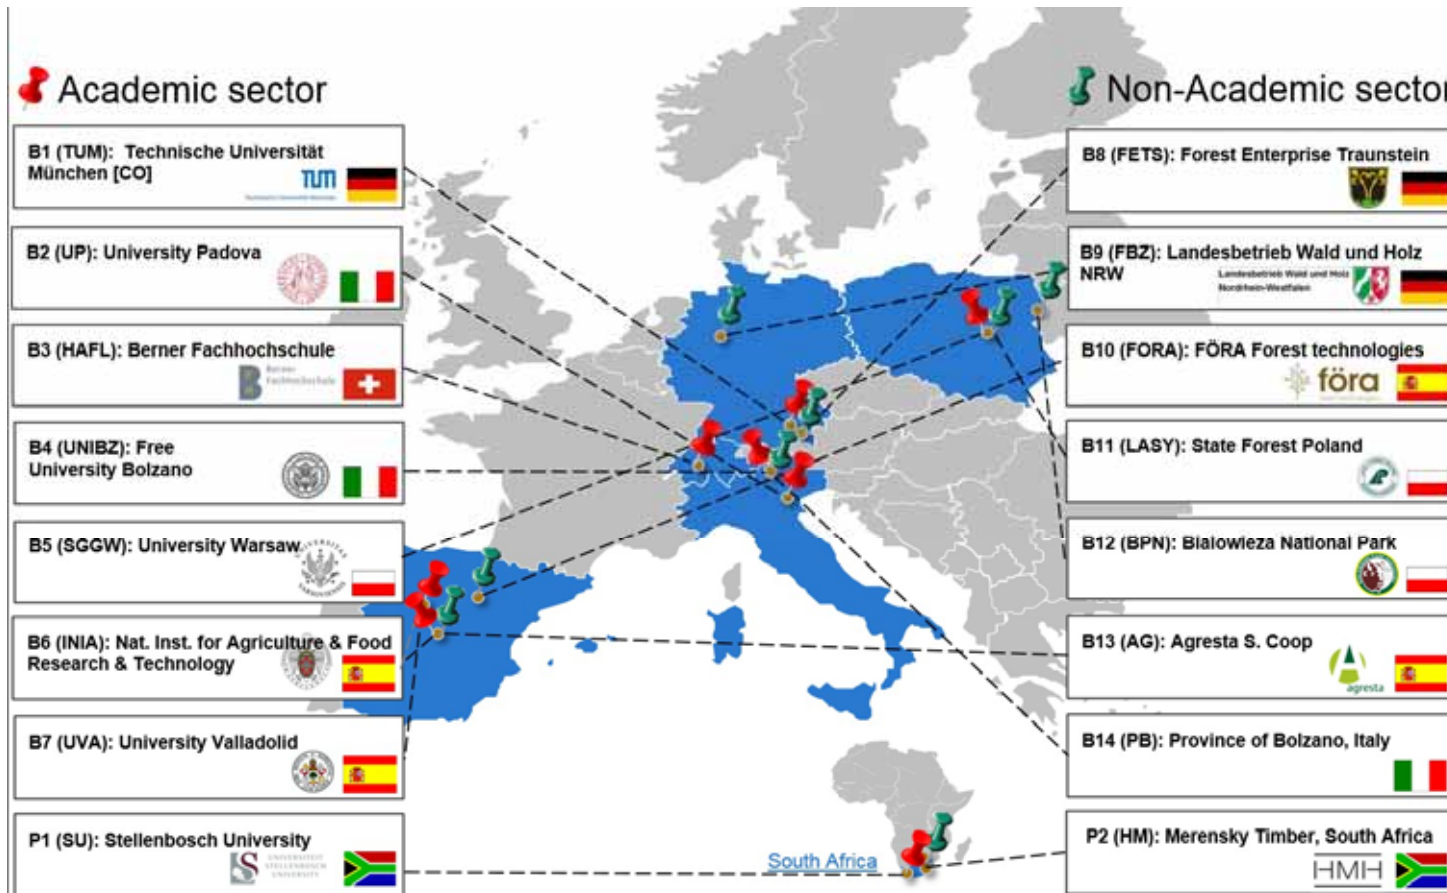 Academic sector
B1 (TUM): Technische Universität
München [CO]
TUM
B2 (UP): University Padova
B3 (HAFL): Berner Fachhochschule
Berner
Fachhochschule
B4 (UNIBZ): Free
University Bolzano
B5 (SGGW): University Warsaw
B6 (INIA): Nat. Inst. for Agriculture & Food
Research & Technology
B7 (UVA): University Valladolid
P1 (SU): Stellenbosch University
UNIVERSITEIT
STELLENBOSCH
UNIVERSITY
South Africa
Non-Academic sector
B8 (FETS): Forest Enterprise Traunstein
B9 (FBZ): Landesbetrieb Wald und Holz
NRW
Landesbetrieb Wald und Holz
Nordrhein-Westfalen
B10 (FORA): FÖRA Forest technologies
föra
B11 (LASY): State Forest Poland
B12 (BPN): Bialowieza National Park
B13 (AG): Agresta S. Coop
agresta
B14 (PB): Province of Bolzano, Italy
P2 (HM): Merensky Timber, South Africa
HMH